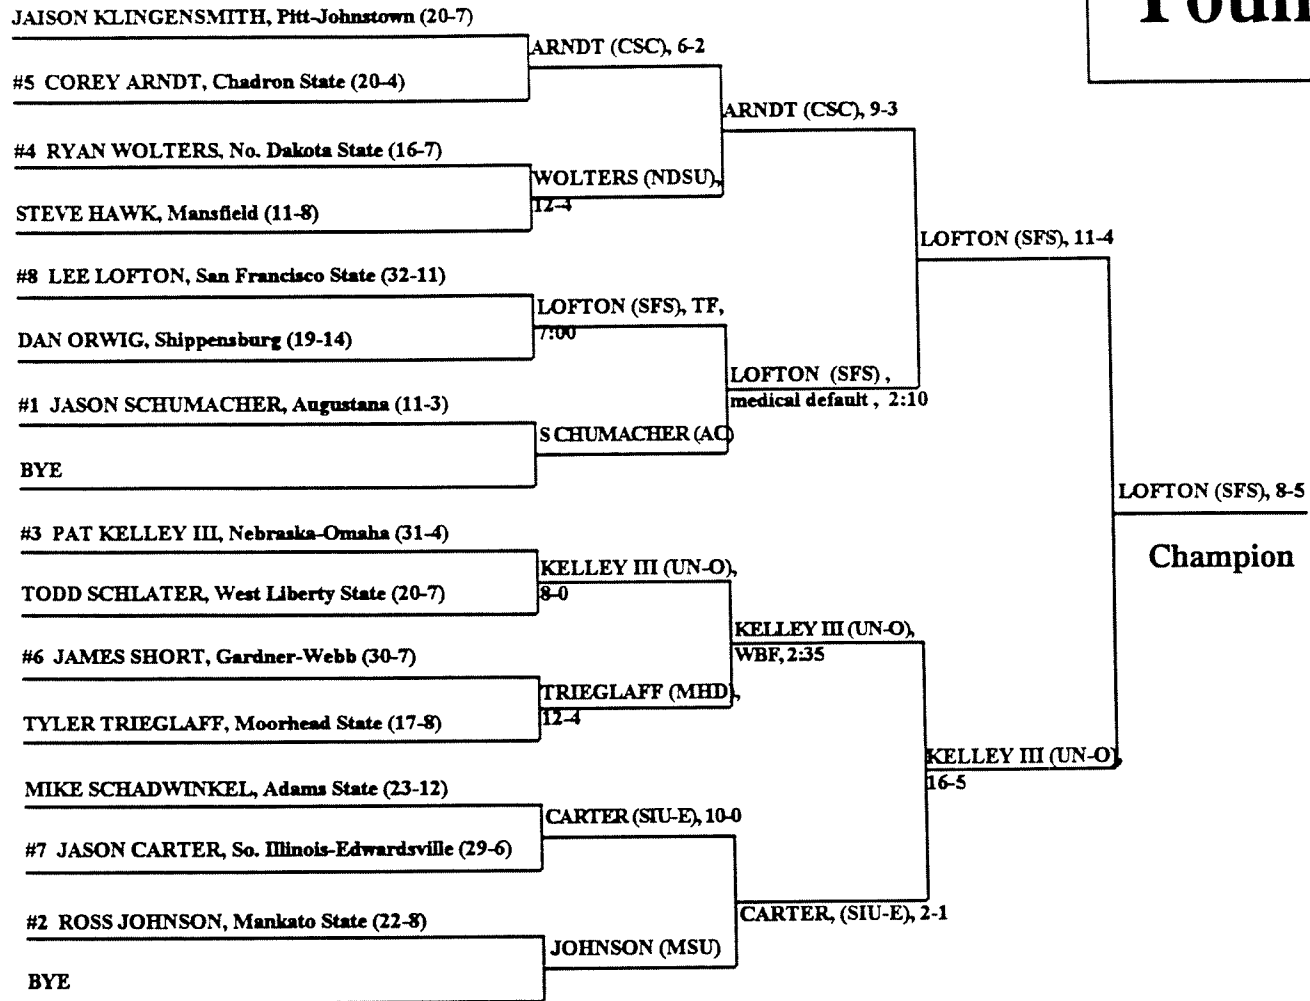 Poun
JAISON KLINGENSMITH, Pitt-Johnstown (20-7)
ARNDT (CSC), 6-2
#5 COREY ARNDT, Chadron State (20-4)
ARNDT (CSC), 9-3
#4 RYAN WOLTERS, No. Dakota State (16-7)
WOLTERS (NDSU),
12-4
STEVE HAWK, Mansfield (11-8)
LOFTON (SFS), 11-4
#8 LEE LOFTON, San Francisco State (32-11)
LOFTON (SFS), TF,
7:00
DAN ORWIG, Shippensburg (19-14)
LOFTON (SFS) ,
medical default , 2:10
#1 JASON SCHUMACHER, Augustana (11-3)
SCHUMACHER (AC)
BYE
LOFTON (SFS), 8-5
Champion
#3 PAT KELLEY III, Nebraska-Omaha (31-4)
KELLEY III (UN-O),
8-0
TODD SCHLATER, West Liberty State (20-7)
KELLEY III (UN-O),
WBF, 2:35
#6 JAMES SHORT, Gardner-Webb (30-7)
TRIEGLAFF (MHD),
12-4
TYLER TRIEGLAFF, Moorhead State (17-8)
KELLEY III (UN-O),
16-5
MIKE SCHADWINKEL, Adams State (23-12)
CARTER (SIU-E), 10-0
#7 JASON CARTER, So. Illinois-Edwardsville (29-6)
CARTER, (SIU-E), 2-1
#2 ROSS JOHNSON, Mankato State (22-8)
JOHNSON (MSU)
BYE